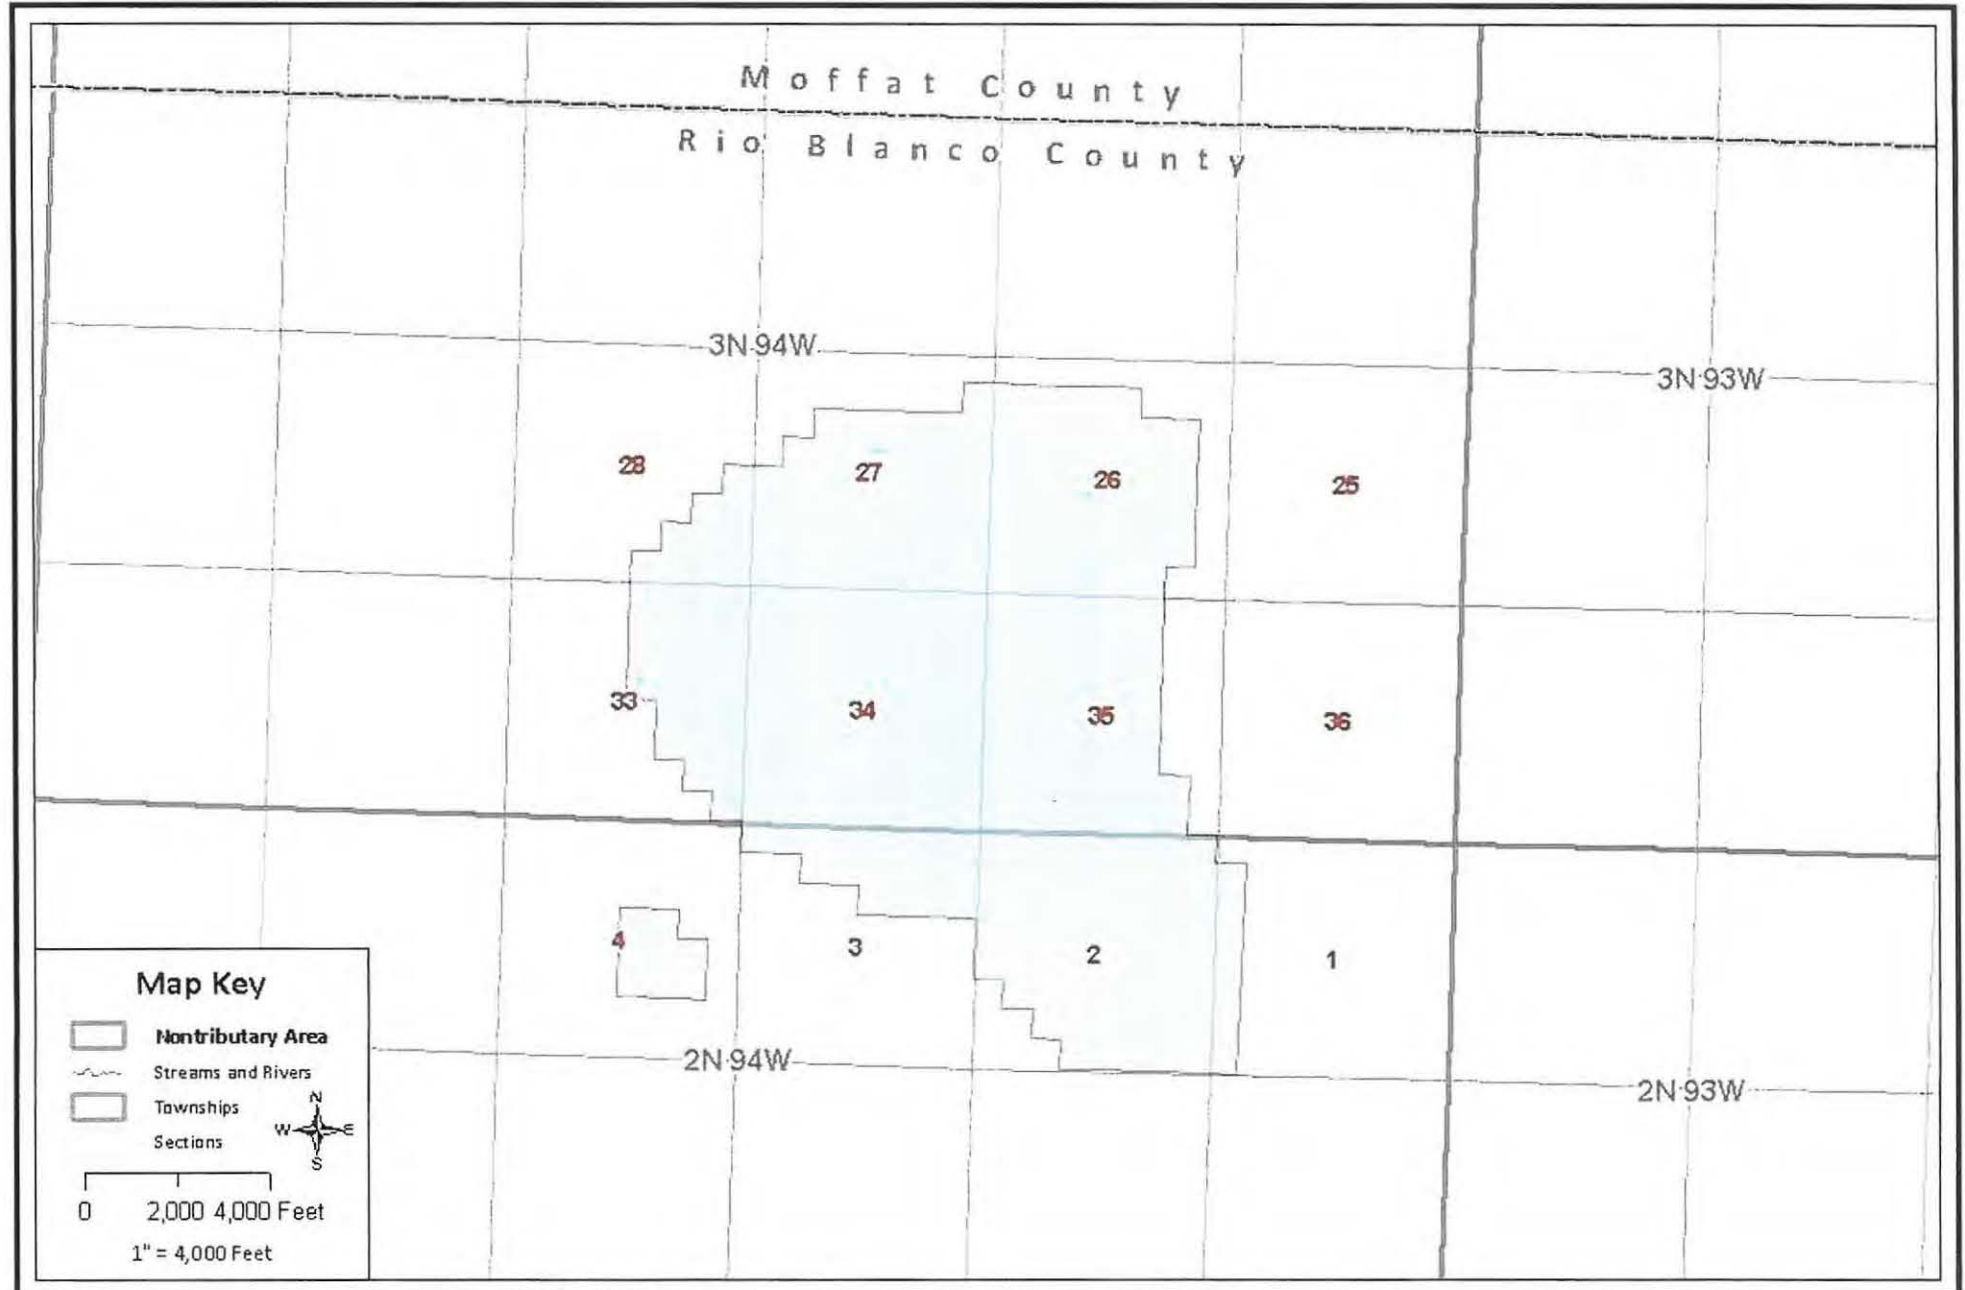 Moffat County
Rio Blanco County
3N 94W
3N 93W
28
27
26
25
33
34
35
36
4
3
2
1
2N 94W
2N 93W
Map Key
Nontributary Area
Streams and Rivers
Townships
Sections
N
W E
S
0 2,000 4,000 Feet
1" = 4,000 Feet